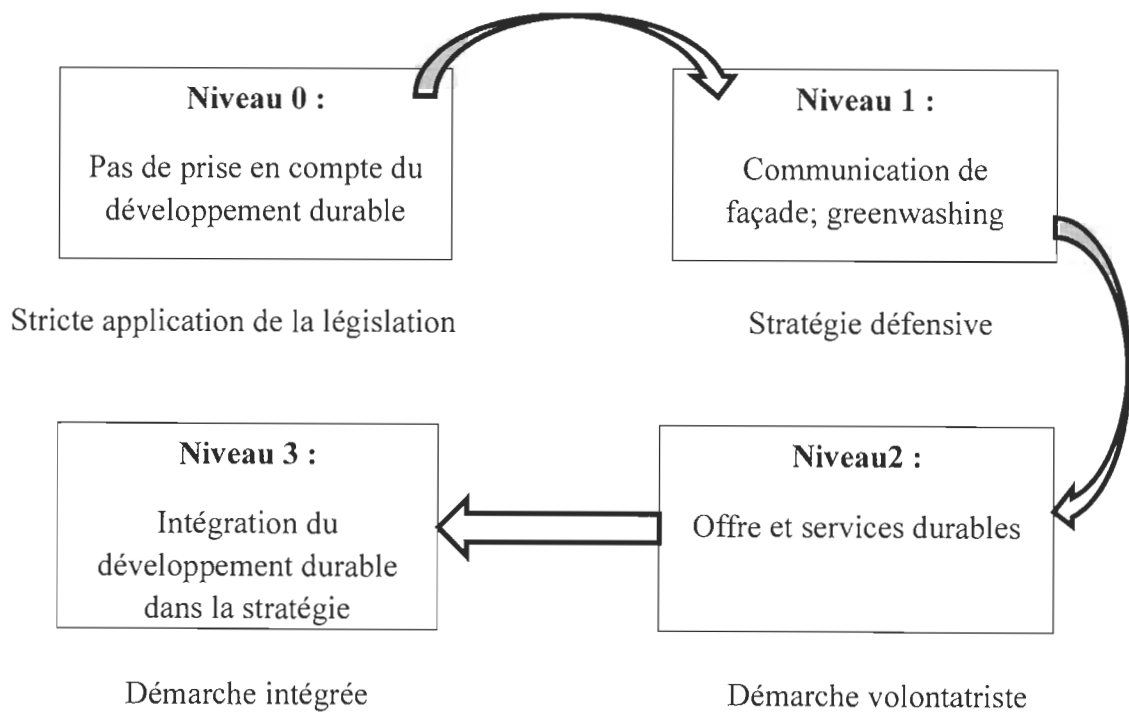 Niveau 0 :
Pas de prise en compte du
développement durable
Stricte application de la législation
Niveau 1 :
Communication de
façade; greenwashing
Stratégie défensive
Niveau2 :
Offre et services durables
Démarche volontatriste
Niveau 3 :
Intégration du
développement durable
dans la stratégie
Démarche intégrée